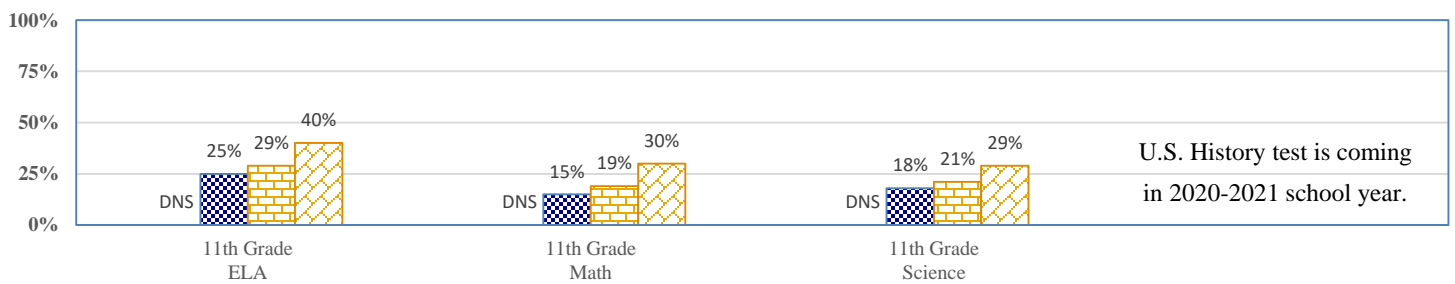 100%
75%
50%
25%
0%
DNS
25%
29%
40%
DNS
15%
19%
30%
DNS
18%
21%
29%
11th Grade
ELA
11th Grade
Math
11th Grade
Science
U.S. History test is coming
in 2020-2021 school year.